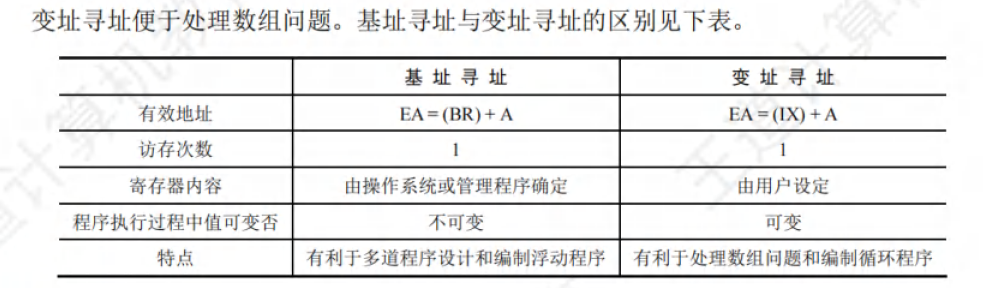 变址寻址便于处理数组问题。基址寻址与变址寻址的区别见下表。
基 址 寻 址 变 址 寻 址
有效地址 EA = (BR) + A EA = (IX) + A
访存次数 1 1
寄存器内容 由操作系统或管理程序确定 由用户设定
程序执行过程中值可变否 不可变 可变
特点 有利于多道程序设计和编制浮动程序 有利于处理数组问题和编制循环程序